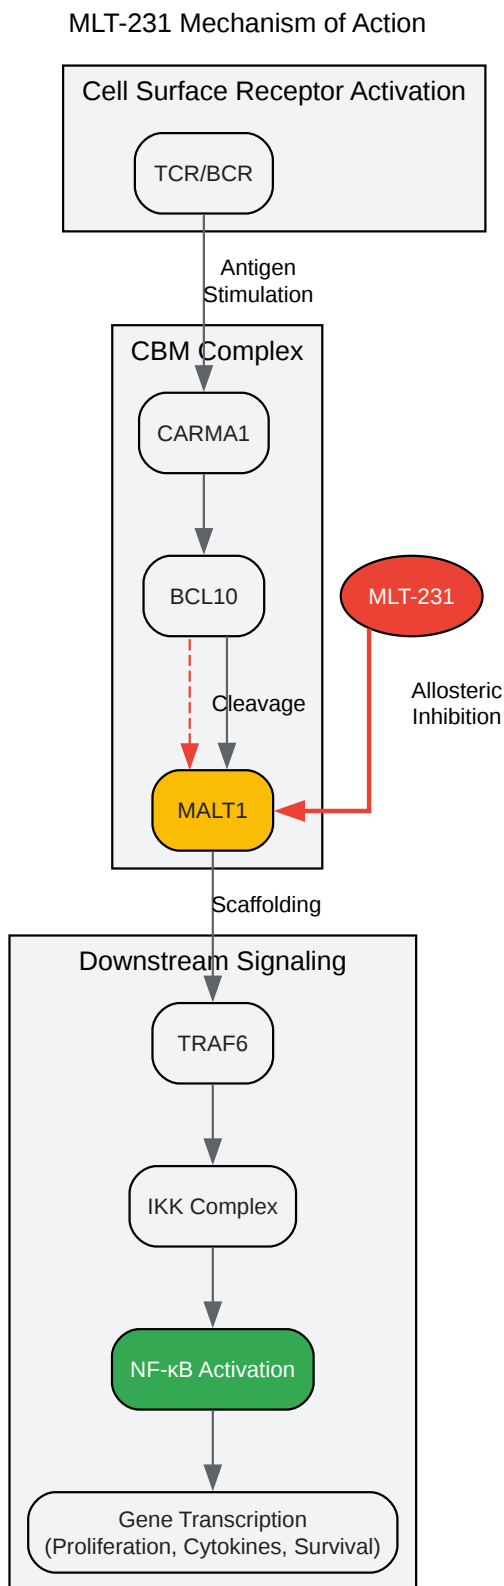 MLT-231 Mechanism of Action
Cell Surface Receptor Activation
TCR/BCR
Antigen
Stimulation
CBM Complex
CARMA1
BCL10
MLT-231
Allosteric
Inhibition
Cleavage
MALT1
Scaffolding
Downstream Signaling
TRAF6
IKK Complex
NF-κB Activation
Gene Transcription
(Proliferation, Cytokines, Survival)